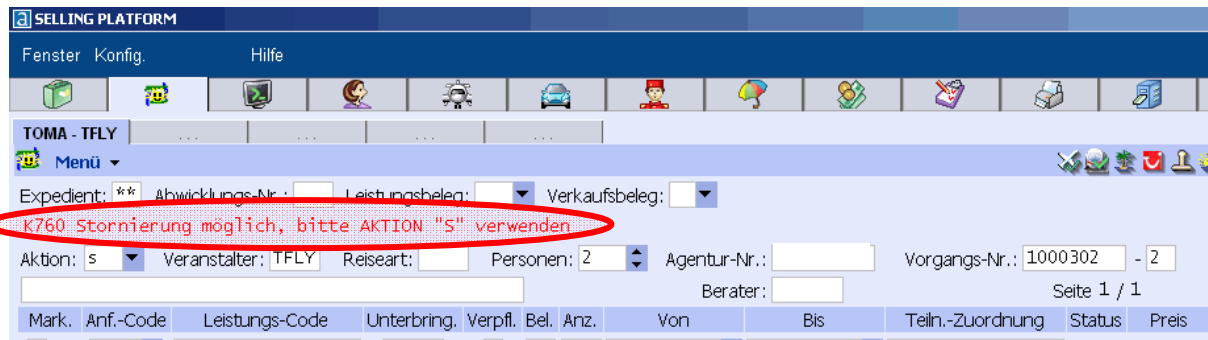 a SELLING PLATFORM
Fenster Konfig. Hilfe
TOMA - TFLY ... ... ... ...
Menü
Expedient: ** Abwicklungs-Nr.: Leistungsbeleg: Verkaufsbeleg:
K760 Stornierung möglich, bitte AKTION "S" verwenden
Aktion: s Veranstalter: TFLY Reiseart: Personen: 2 Agentur-Nr.: Vorgangs-Nr.: 1000302 - 2
Berater: Seite 1 / 1
Mark. Anf.-Code Leistungs-Code Unterbring. Verpfl. Bel. Anz. Von Bis Teiln.-Zuordnung Status Preis